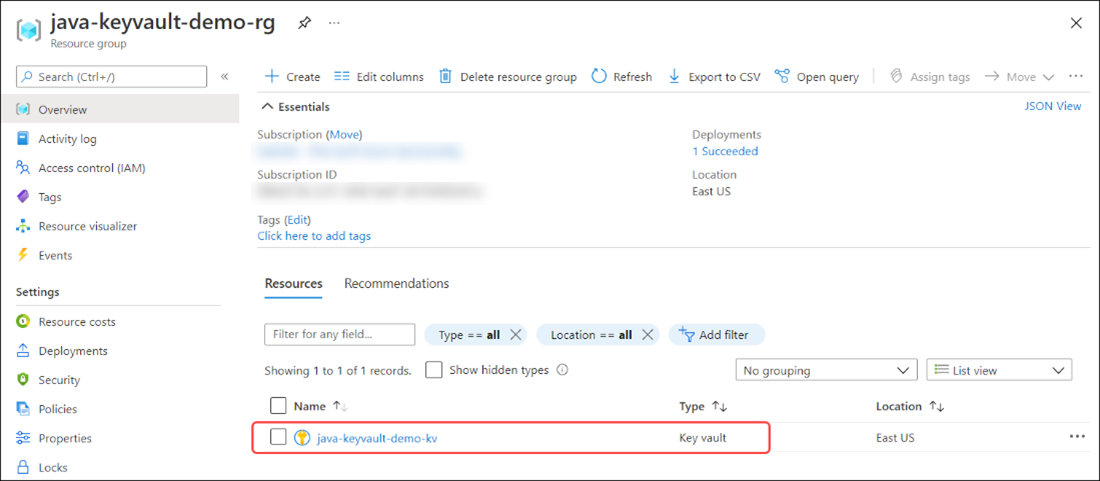 java-keyvault-demo-rg
Resource group
Search (Ctrl+/)
Overview
Activity log
Access control (IAM)
Tags
Resource visualizer
Events
Settings
Resource costs
Deployments
Security
Policies
Properties
Locks
Create Edit columns Delete resource group Refresh Export to CSV Open query Assign tags Move
Essentials JSON View
Subscription (Move)
Subscription ID
Tags (Edit)
Click here to add tags
Deployments
1 Succeeded
Location
East US
Resources Recommendations
Filter for any field... Type == all Location == all Add filter
Showing 1 to 1 of 1 records. Show hidden types No grouping List view
Name Type Location
java-keyvault-demo-kv Key vault East US